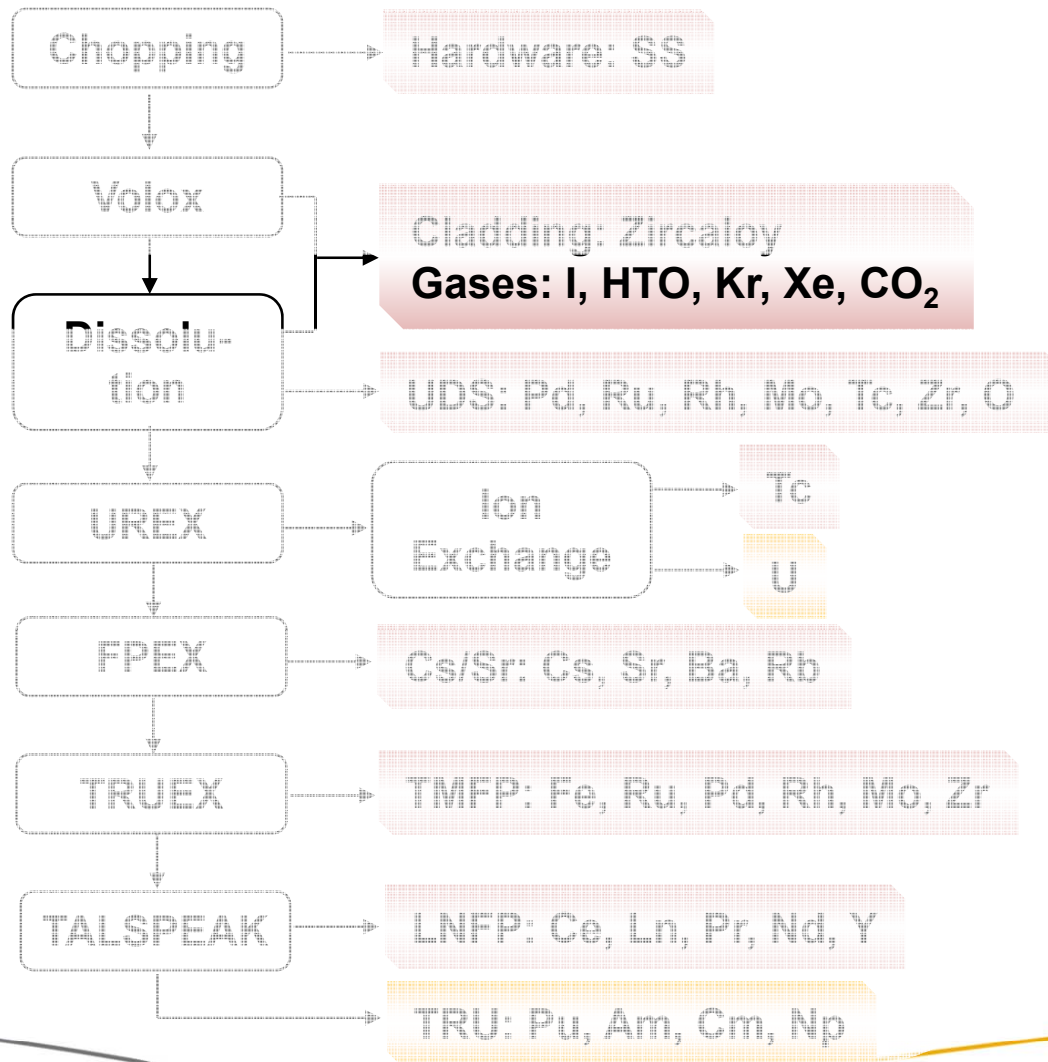 Chopping
Hardware: SS
Volox
Cladding: Zircaloy
Gases: I, HTO, Kr, Xe, CO₂
Dissolu-
tion
UDS: Pd, Ru, Rh, Mo, Tc, Zr, O
UREX
Ion
Exchange
Tc
U
FPEX
Cs/Sr: Cs, Sr, Ba, Rb
TRUEX
TMFP: Fe, Ru, Pd, Rh, Mo, Zr
TALSPEAK
LNFP: Ce, Ln, Pr, Nd, Y
TRU: Pu, Am, Cm, Np